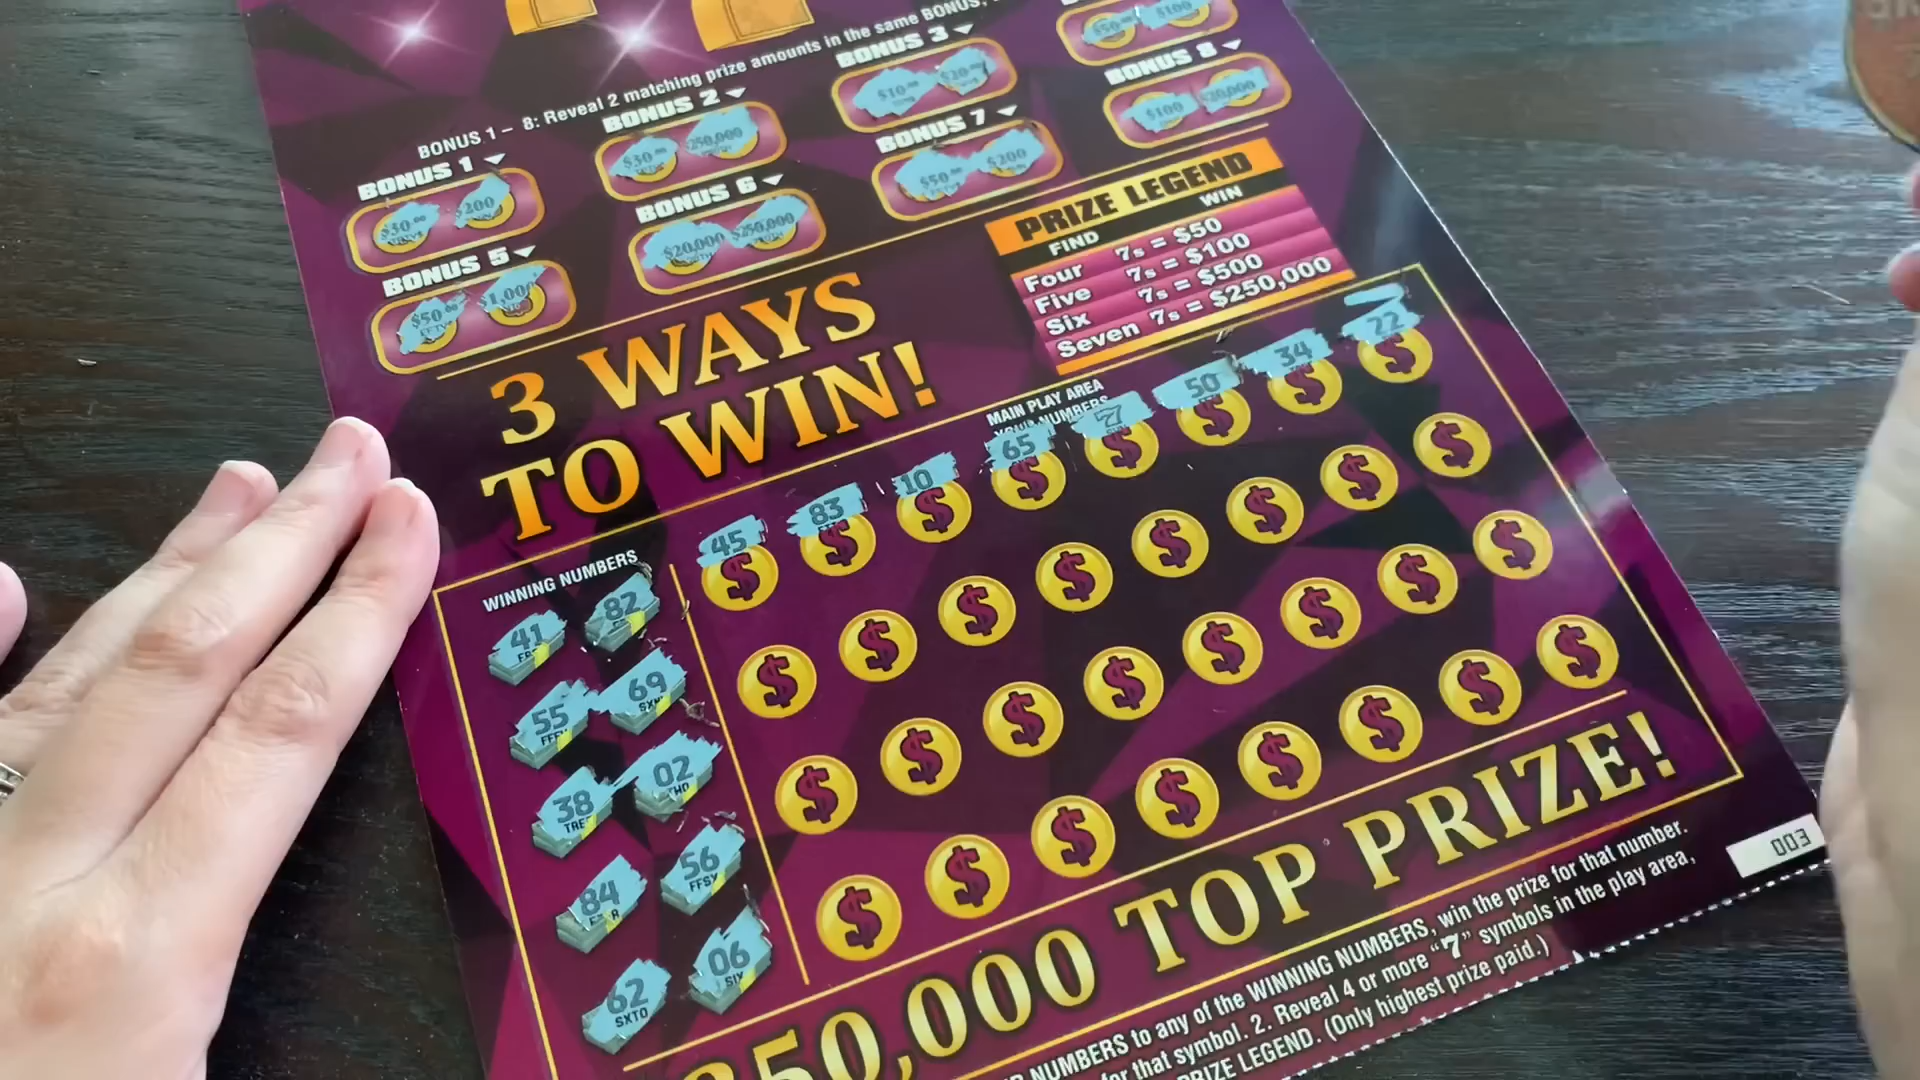 BONUS 1 – 8: Reveal 2 matching prize amounts in the same BONUS,
BONUS 1
$30.00
$200
BONUS 2
$30.00
$250,000
BONUS 3
$10.00
$20.00
$50.00
$100
BONUS 5
$50.00
FFTY
$1,000
BONUS 6
$20,000
$250,000
BONUS 7
$50.00
$200
BONUS 8
$100
$20,000
PRIZE LEGEND
FIND WIN
Four 7s = $50
Five 7s = $100
Six 7s = $500
Seven 7s = $250,000
3 WAYS
TO WIN!
MAIN PLAY AREA
YOUR NUMBERS
45 83 10 65 7 50 34 22
$ $ $ $ $ $ $ $
$ $ $ $ $ $ $ $
$ $ $ $ $ $ $ $
$ $ $ $ $ $ $ $
WINNING NUMBERS
41 82
55 69
38 02
84 56
FFSX
62 06
SXTO SIX
003
50,000 TOP PRIZE!
NUMBERS to any of the WINNING NUMBERS, win the prize for that number.
for that symbol. 2. Reveal 4 or more "7" symbols in the play area,
PRIZE LEGEND. (Only highest prize paid.)